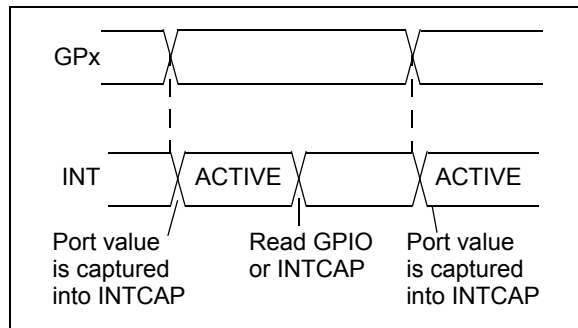 GPx
INT
ACTIVE
ACTIVE
Port value
is captured
into INTCAP
Read GPIO
or INTCAP
Port value
is captured
into INTCAP